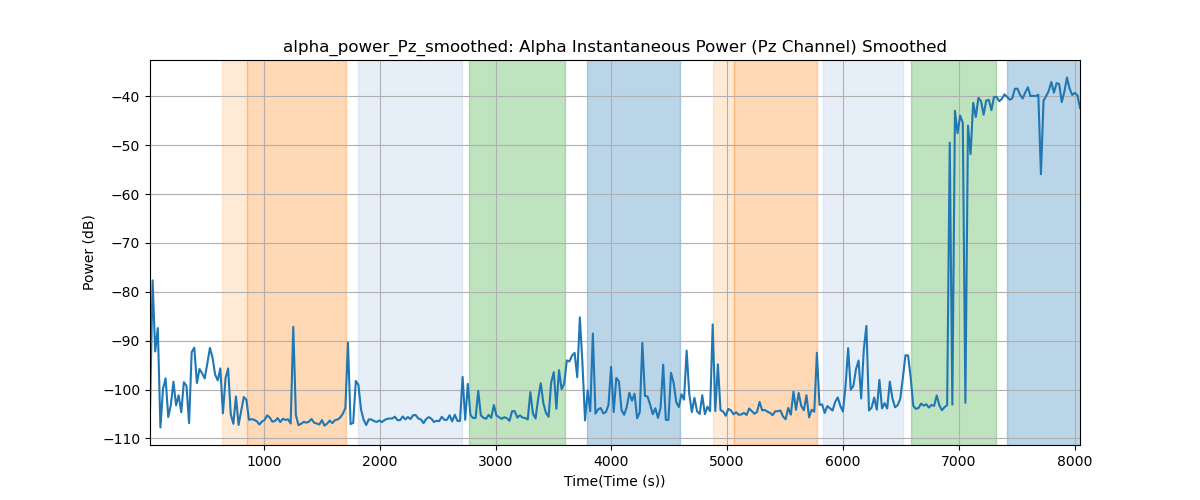 alpha_power_Pz_smoothed: Alpha Instantaneous Power (Pz Channel) Smoothed
Power (dB)
−40
−50
−60
−70
−80
−90
−100
−110
1000 2000 3000 4000 5000 6000 7000 8000
Time(Time (s))